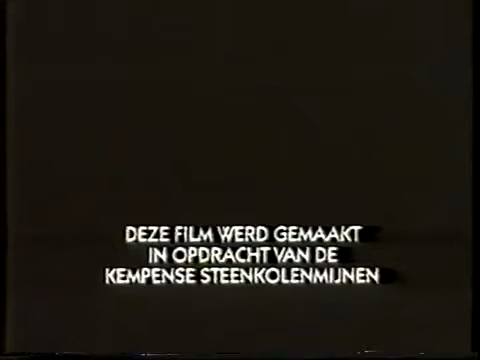 DEZE FILM WERD GEMAAKT
IN OPDRACHT VAN DE
KEMPENSE STEENKOLENMIJNEN